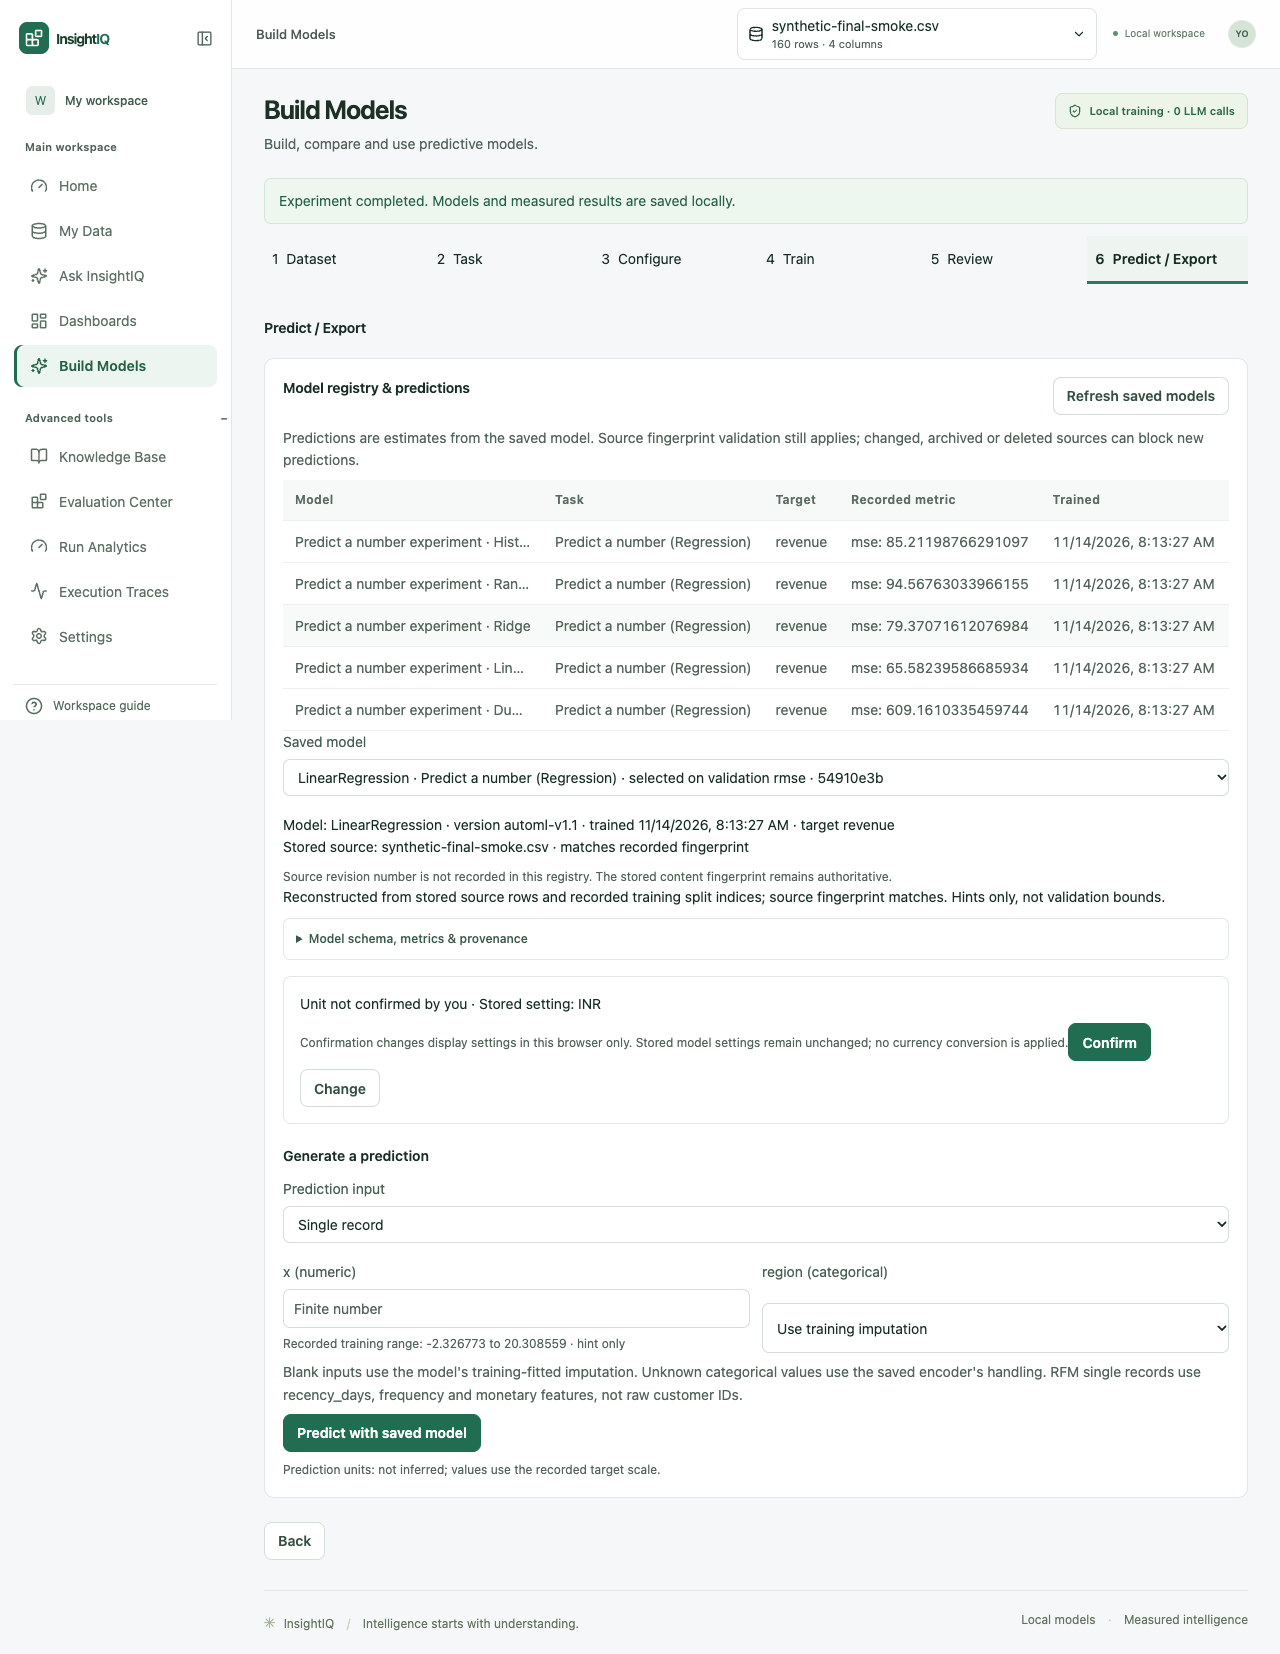 InsightIQ
W My workspace
Main workspace
Home
My Data
Ask InsightIQ
Dashboards
Build Models
Advanced tools
Knowledge Base
Evaluation Center
Run Analytics
Execution Traces
Settings
Workspace guide
Build Models
synthetic-final-smoke.csv
160 rows · 4 columns
Local workspace
YO
Build Models
Build, compare and use predictive models.
Local training · 0 LLM calls
Experiment completed. Models and measured results are saved locally.
1 Dataset
2 Task
3 Configure
4 Train
5 Review
6 Predict / Export
Predict / Export
Model registry & predictions
Refresh saved models
Predictions are estimates from the saved model. Source fingerprint validation still applies; changed, archived or deleted sources can block new
predictions.
Model Task Target Recorded metric Trained
Predict a number experiment · Hist... Predict a number (Regression) revenue mse: 85.21198766291097 11/14/2026, 8:13:27 AM
Predict a number experiment · Ran... Predict a number (Regression) revenue mse: 94.56763033966155 11/14/2026, 8:13:27 AM
Predict a number experiment · Ridge Predict a number (Regression) revenue mse: 79.37071612076984 11/14/2026, 8:13:27 AM
Predict a number experiment · Lin... Predict a number (Regression) revenue mse: 65.58239586685934 11/14/2026, 8:13:27 AM
Predict a number experiment · Du... Predict a number (Regression) revenue mse: 609.1610335459744 11/14/2026, 8:13:27 AM
Saved model
LinearRegression · Predict a number (Regression) · selected on validation rmse · 54910e3b
Model: LinearRegression · version automl-v1.1 · trained 11/14/2026, 8:13:27 AM · target revenue
Stored source: synthetic-final-smoke.csv · matches recorded fingerprint
Source revision number is not recorded in this registry. The stored content fingerprint remains authoritative.
Reconstructed from stored source rows and recorded training split indices; source fingerprint matches. Hints only, not validation bounds.
Model schema, metrics & provenance
Unit not confirmed by you · Stored setting: INR
Confirmation changes display settings in this browser only. Stored model settings remain unchanged; no currency conversion is applied.
Confirm
Change
Generate a prediction
Prediction input
Single record
x (numeric)
Finite number
Recorded training range: -2.326773 to 20.308559 · hint only
region (categorical)
Use training imputation
Blank inputs use the model's training-fitted imputation. Unknown categorical values use the saved encoder's handling. RFM single records use
recency_days, frequency and monetary features, not raw customer IDs.
Predict with saved model
Prediction units: not inferred; values use the recorded target scale.
Back
InsightIQ / Intelligence starts with understanding.
Local models · Measured intelligence